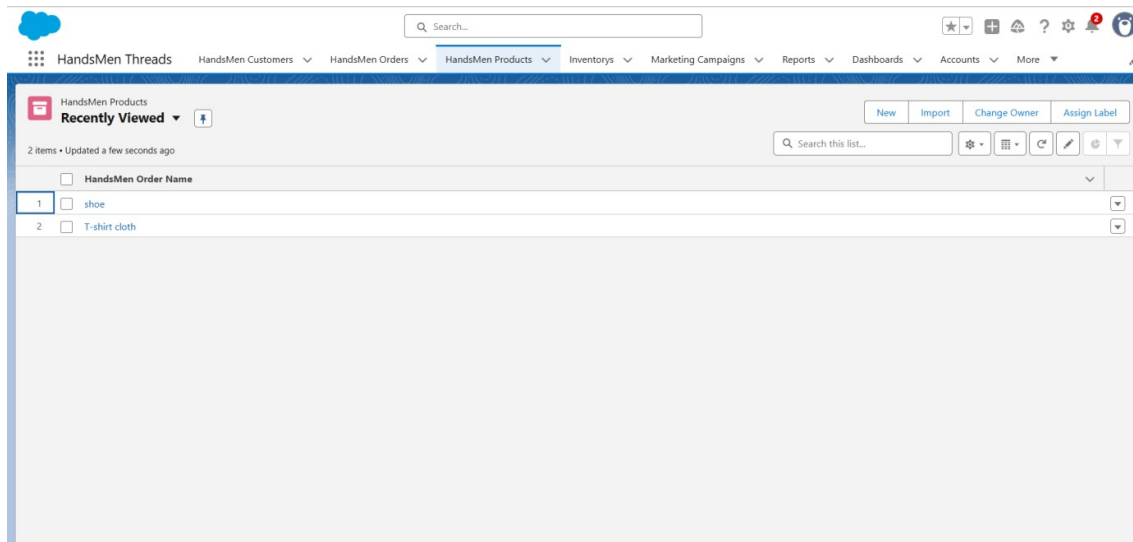 Search...
2
HandsMen Threads HandsMen Customers HandsMen Orders HandsMen Products Inventorys Marketing Campaigns Reports Dashboards Accounts More
HandsMen Products
Recently Viewed
New Import Change Owner Assign Label
2 items • Updated a few seconds ago
Search this list...
HandsMen Order Name
1 shoe
2 T-shirt cloth